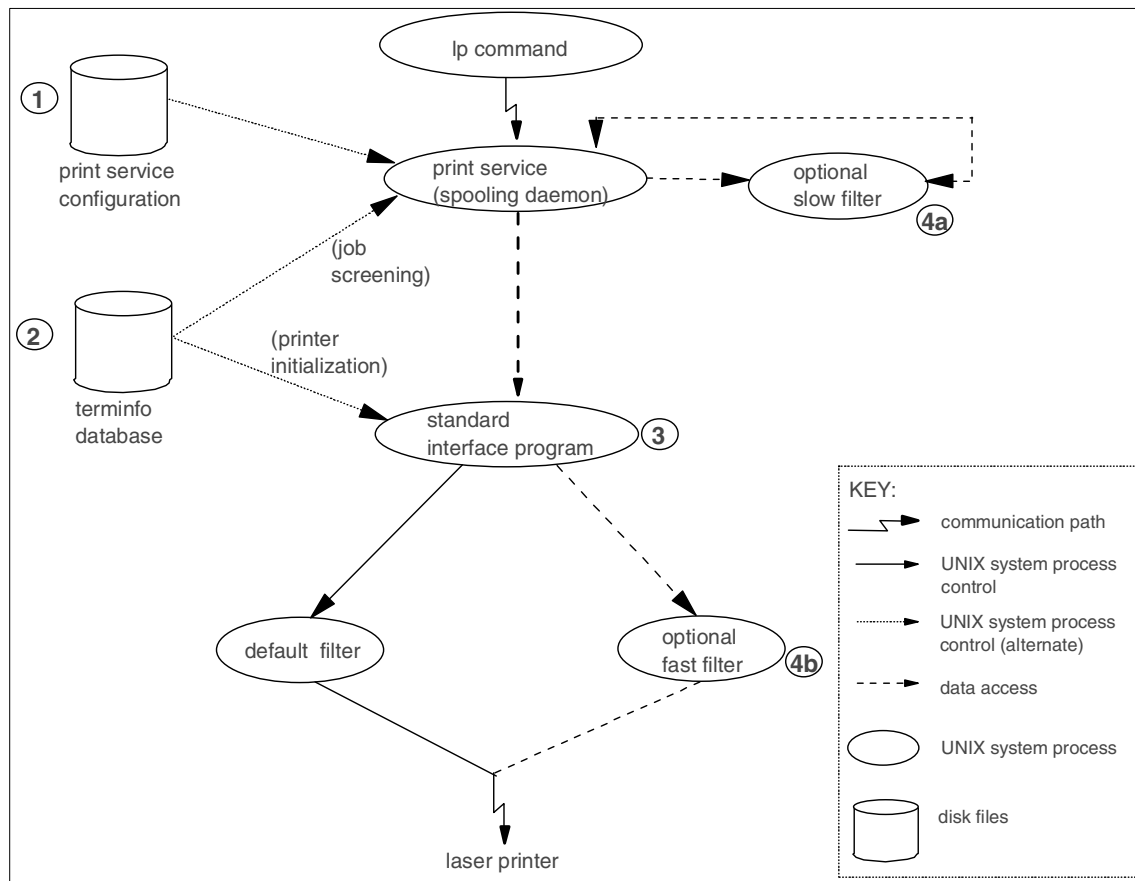 lp command
1
print service
configuration
print service
(spooling daemon)
optional
slow filter
4a
(job
screening)
2
(printer
initialization)
terminfo
database
standard
interface program
3
default filter
optional
fast filter
4b
laser printer
KEY:
communication path
UNIX system process
control
UNIX system process
control (alternate)
data access
UNIX system process
disk files